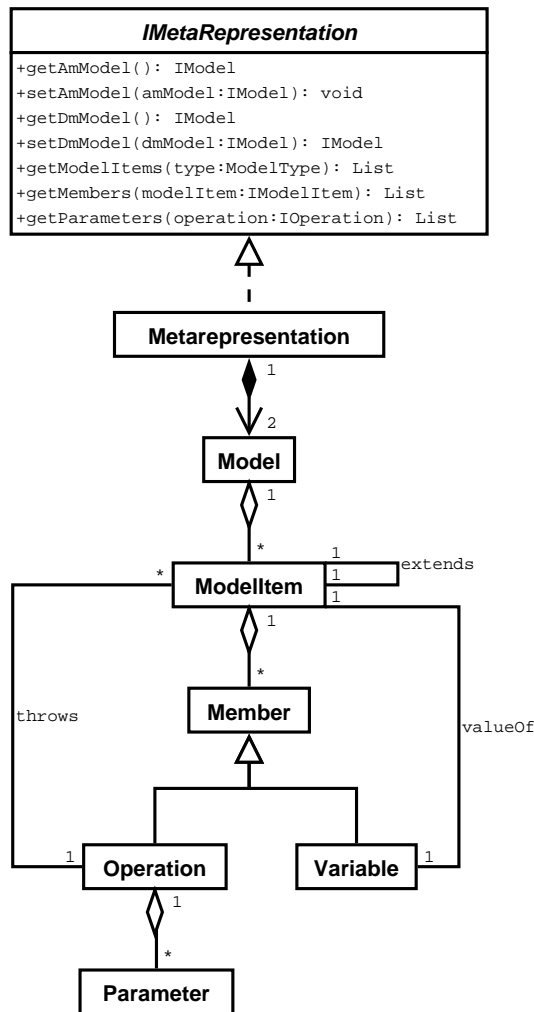 IMetaRepresentation
+getAmModel(): IModel
+setAmModel(amModel:IModel): void
+getDmModel(): IModel
+setDmModel(dmModel:IModel): IModel
+getModelItems(type:ModelType): List
+getMembers(modelItem:IModelItem): List
+getParameters(operation:IOperation): List
Metarepresentation
1
2
Model
1
*
1
extends
* ModelItem 1
1
1
*
Member
throws
valueOf
1 Operation
Variable 1
1
*
Parameter